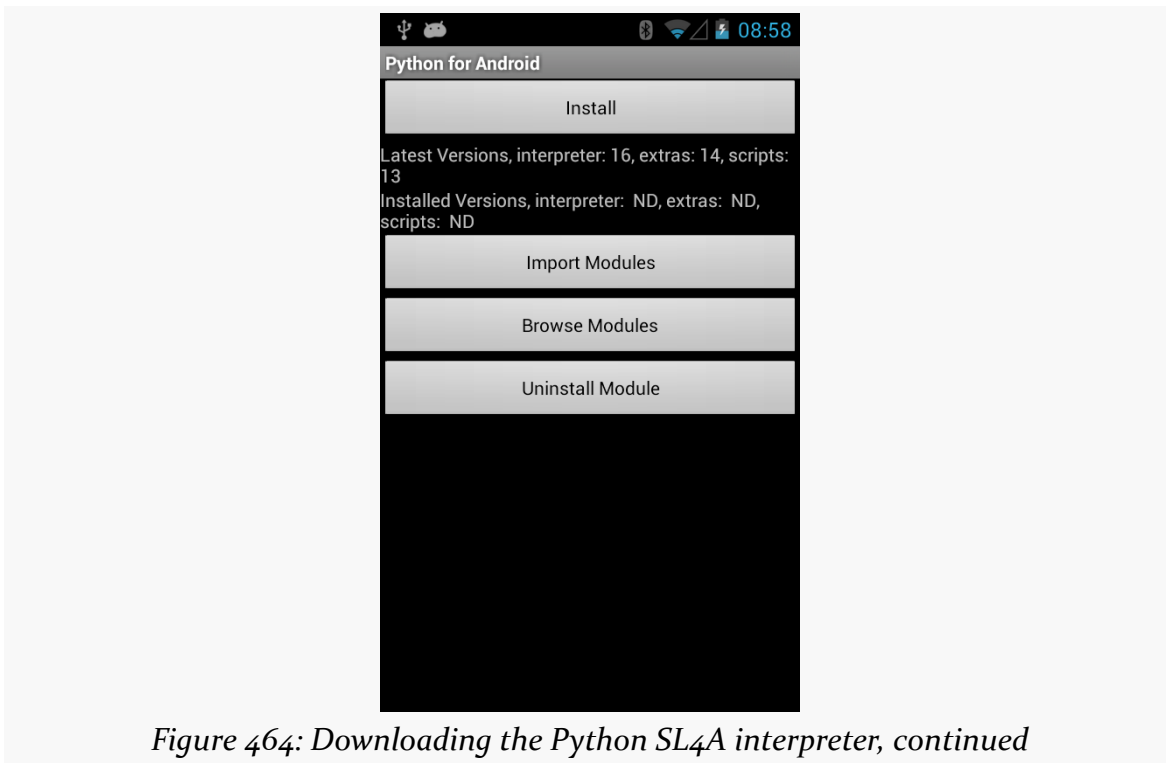 08:58
Python for Android
Install
Latest Versions, interpreter: 16, extras: 14, scripts:
13
Installed Versions, interpreter:  ND, extras:  ND,
scripts:  ND
Import Modules
Browse Modules
Uninstall Module
Figure 464: Downloading the Python SL4A interpreter, continued